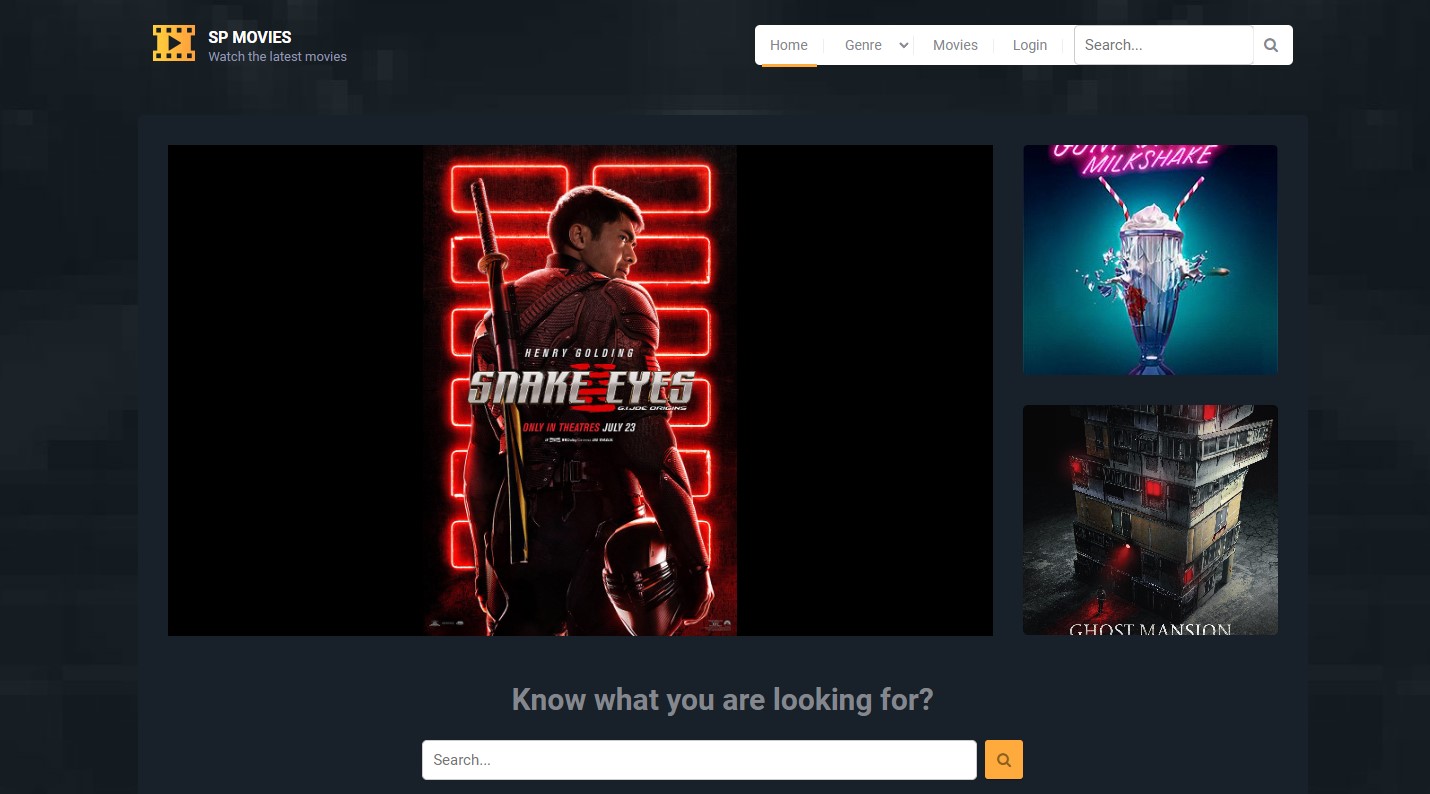 SP MOVIES
Watch the latest movies
Home
Genre
Movies
Login
Search...
MILKSHAKE
HENRY GOLDING
SNAKE EYES
G.I. JOE ORIGINS
ONLY IN THEATRES JULY 23
GHOST MANSION
Know what you are looking for?
Search...